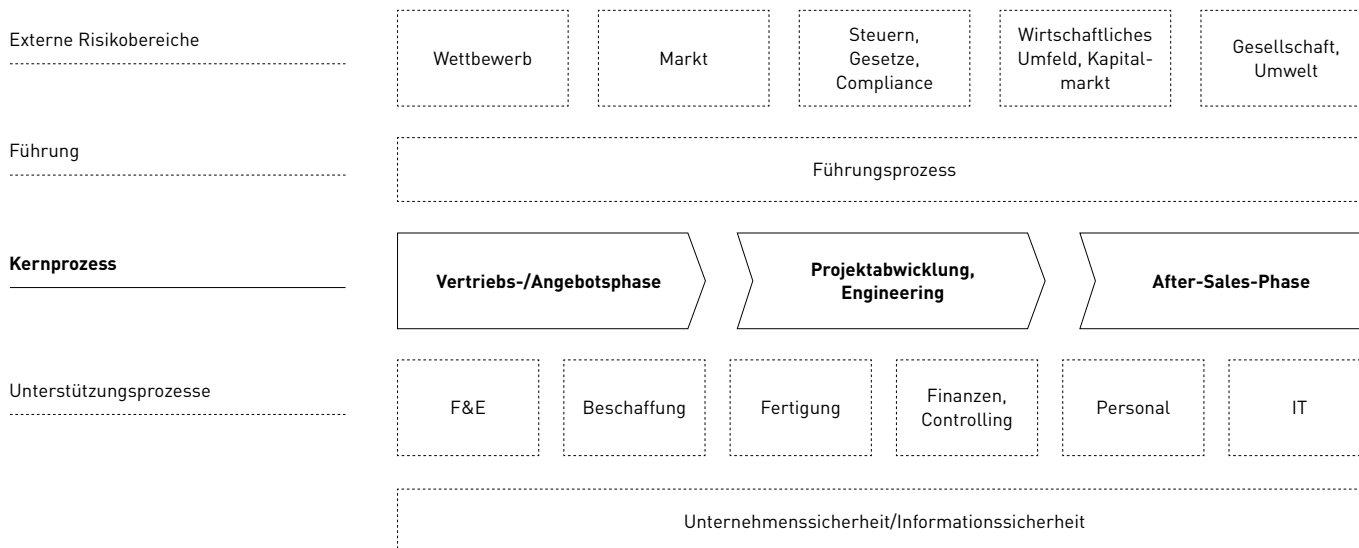 Externe Risikobereiche
Wettbewerb
Markt
Steuern,
Gesetze,
Compliance
Wirtschaftliches
Umfeld, Kapital-
markt
Gesellschaft,
Umwelt
Führung
Führungsprozess
Kernprozess
Vertriebs-/Angebotsphase
Projektabwicklung,
Engineering
After-Sales-Phase
Unterstützungsprozesse
F&E
Beschaffung
Fertigung
Finanzen,
Controlling
Personal
IT
Unternehmenssicherheit/Informationssicherheit